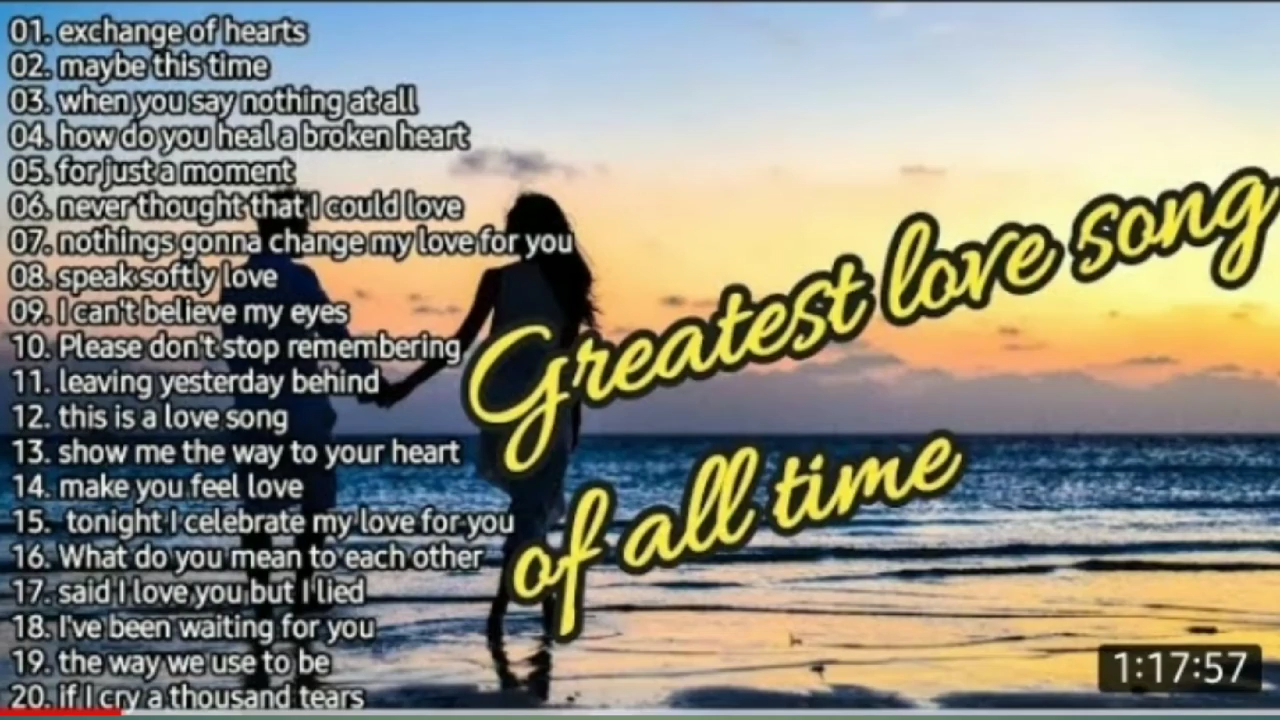 01. exchange of hearts
02. maybe this time
03. when you say nothing at all
04. how do you heal a broken heart
05. for just a moment
06. never thought that I could love
07. nothings gonna change my love for you
08. speak softly love
09. I can't believe my eyes
10. Please don't stop remembering
11. leaving yesterday behind
12. this is a love song
13. show me the way to your heart
14. make you feel love
15. tonight I celebrate my love for you
16. What do you mean to each other
17. said I love you but I lied
18. I've been waiting for you
19. the way we use to be
20. if I cry a thousand tears
Greatest love song
of all time
1:17:57